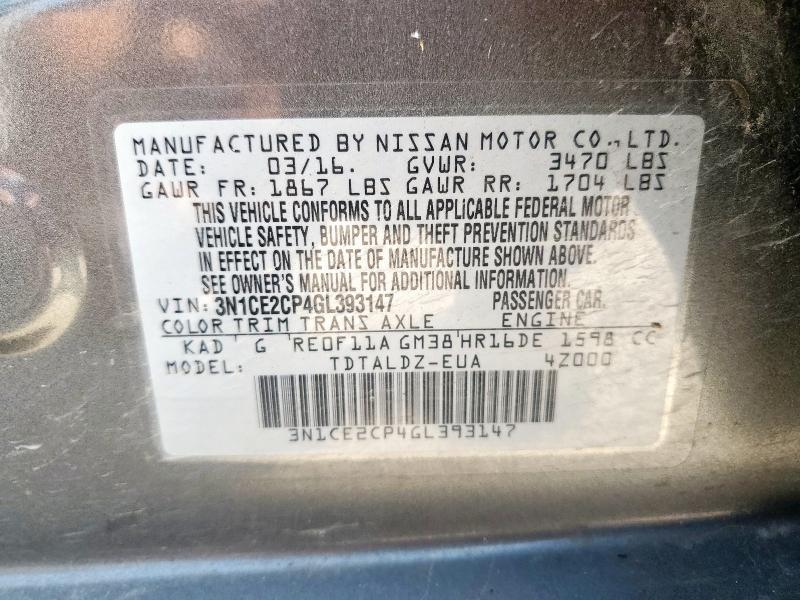 MANUFACTURED BY NISSAN MOTOR CO., LTD.
DATE: 03/16. GVWR: 3470 LBS
GAWR FR: 1867 LBS GAWR RR: 1704 LBS
THIS VEHICLE CONFORMS TO ALL APPLICABLE FEDERAL MOTOR
VEHICLE SAFETY, BUMPER AND THEFT PREVENTION STANDARDS
IN EFFECT ON THE DATE OF MANUFACTURE SHOWN ABOVE.
SEE OWNER'S MANUAL FOR ADDITIONAL INFORMATION.
VIN: 3N1CE2CP4GL393147 PASSENGER CAR.
COLOR TRIM TRANS AXLE ENGINE
KAD G RE0F11A GM38 HR16DE 1598 CC
MODEL: TDTALDZ-EUA 4Z000
3N1CE2CP4GL393147